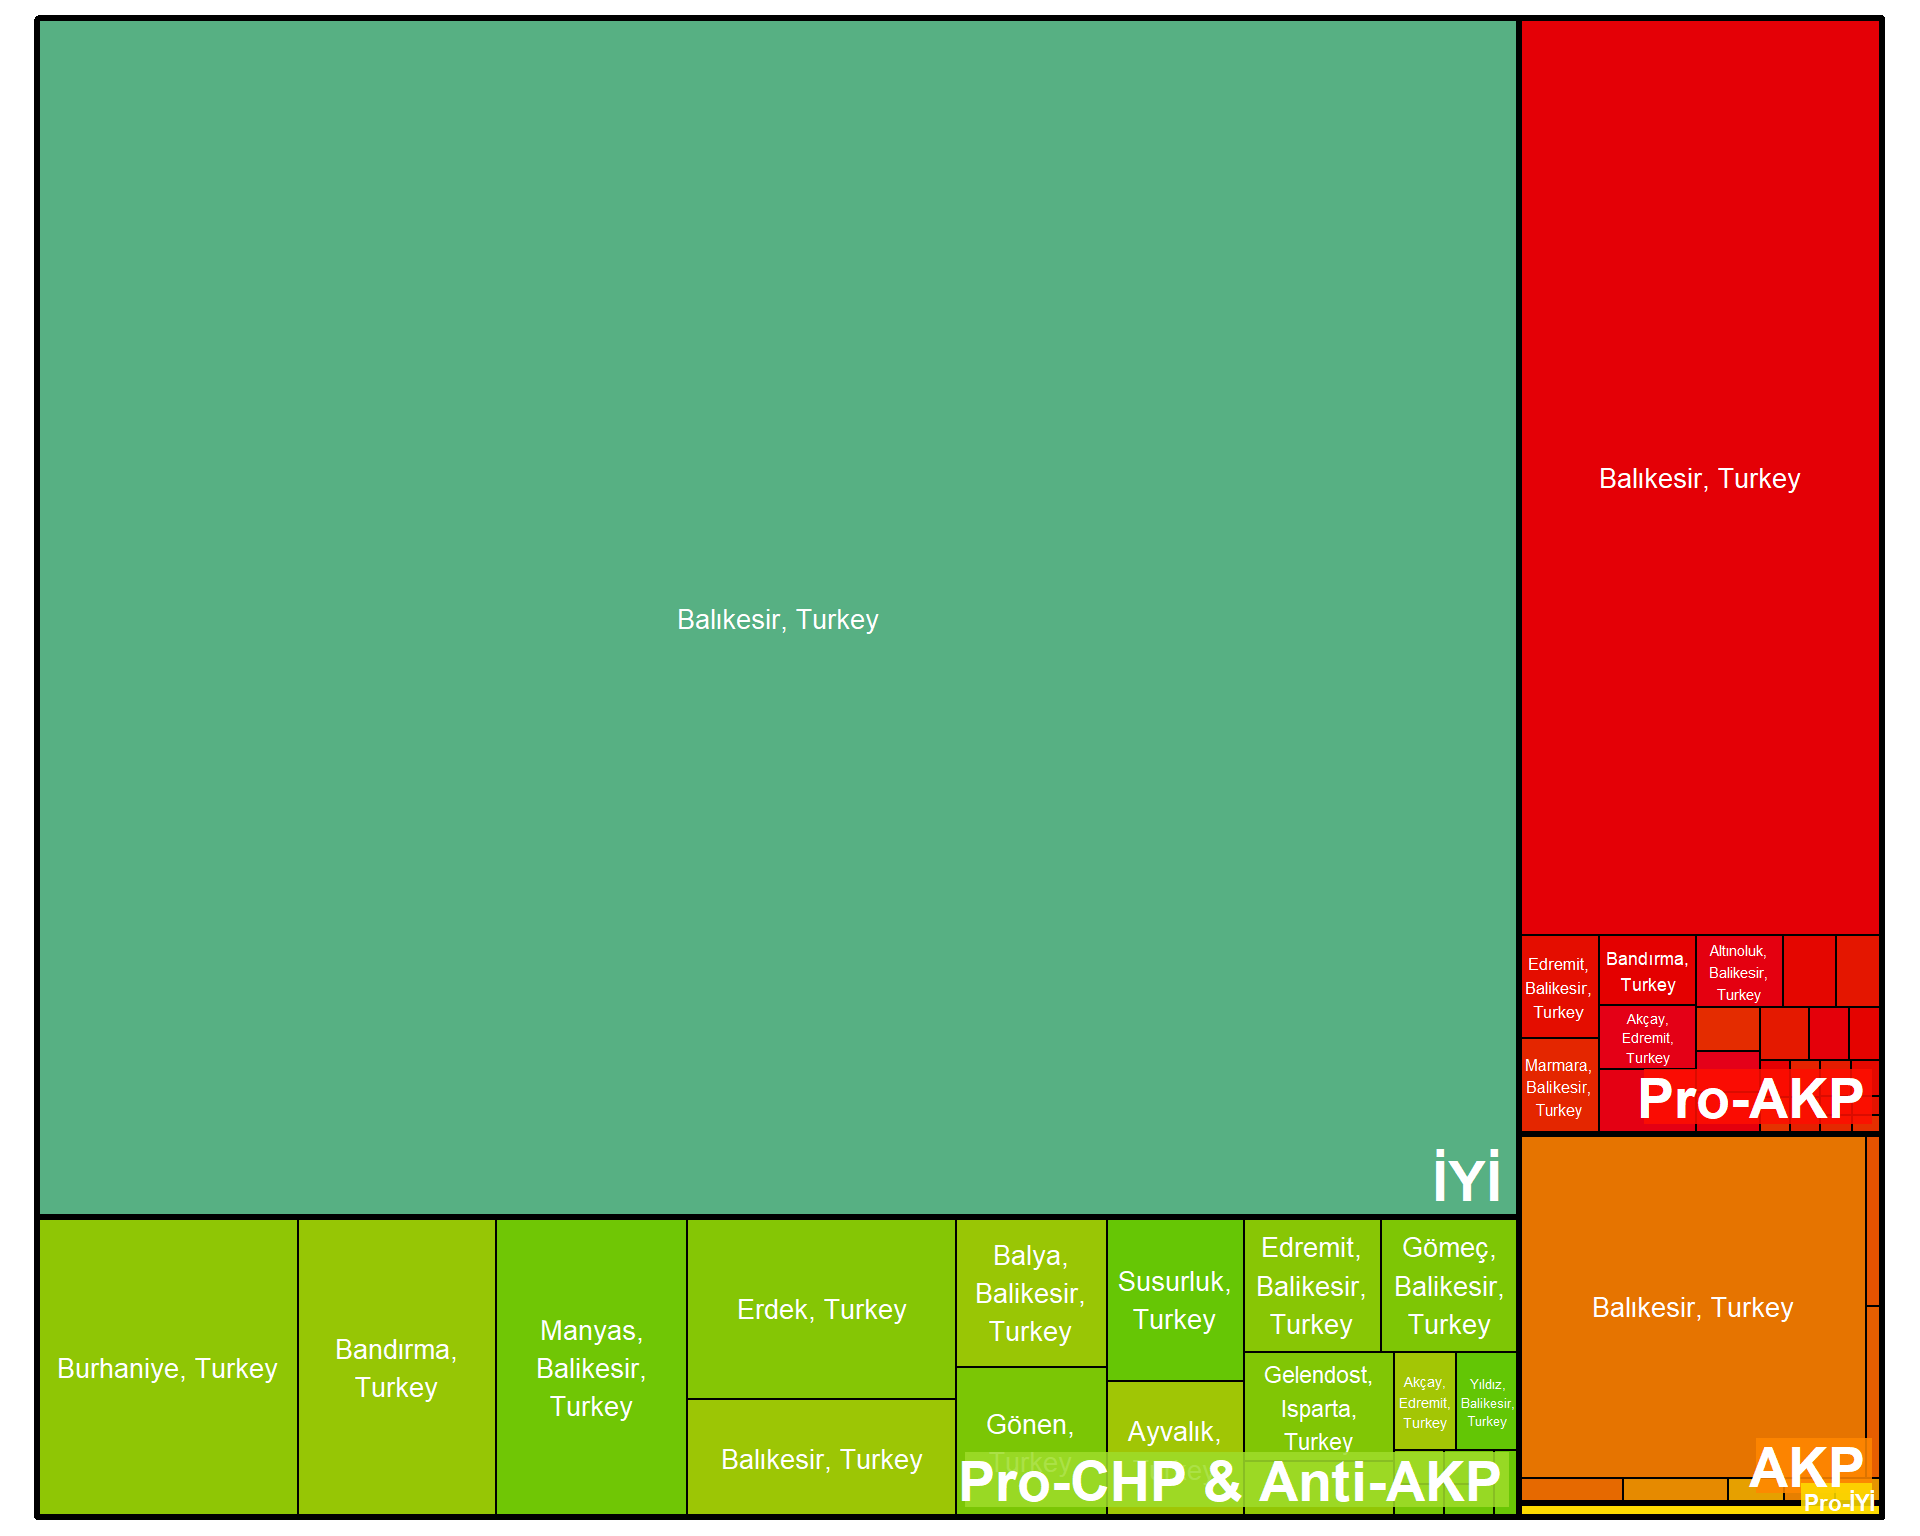 Balıkesir, Turkey
İYİ
Balıkesir, Turkey
Edremit,
Balikesir,
Turkey
Bandırma,
Turkey
Altınoluk,
Balikesir,
Turkey
Akçay,
Edremit,
Turkey
Marmara,
Balikesir,
Turkey
Pro-AKP
Burhaniye, Turkey
Bandırma,
Turkey
Manyas,
Balikesir,
Turkey
Erdek, Turkey
Balıkesir, Turkey
Balya,
Balikesir,
Turkey
Gönen,
Turkey
Susurluk,
Turkey
Ayvalık,
Edremit,
Balikesir,
Turkey
Gömeç,
Balikesir,
Turkey
Gelendost,
Isparta,
Turkey
Akçay,
Edremit,
Turkey
Yıldız,
Balikesir,
Turkey
Pro-CHP & Anti-AKP
Balıkesir, Turkey
AKP
Pro-İYİ